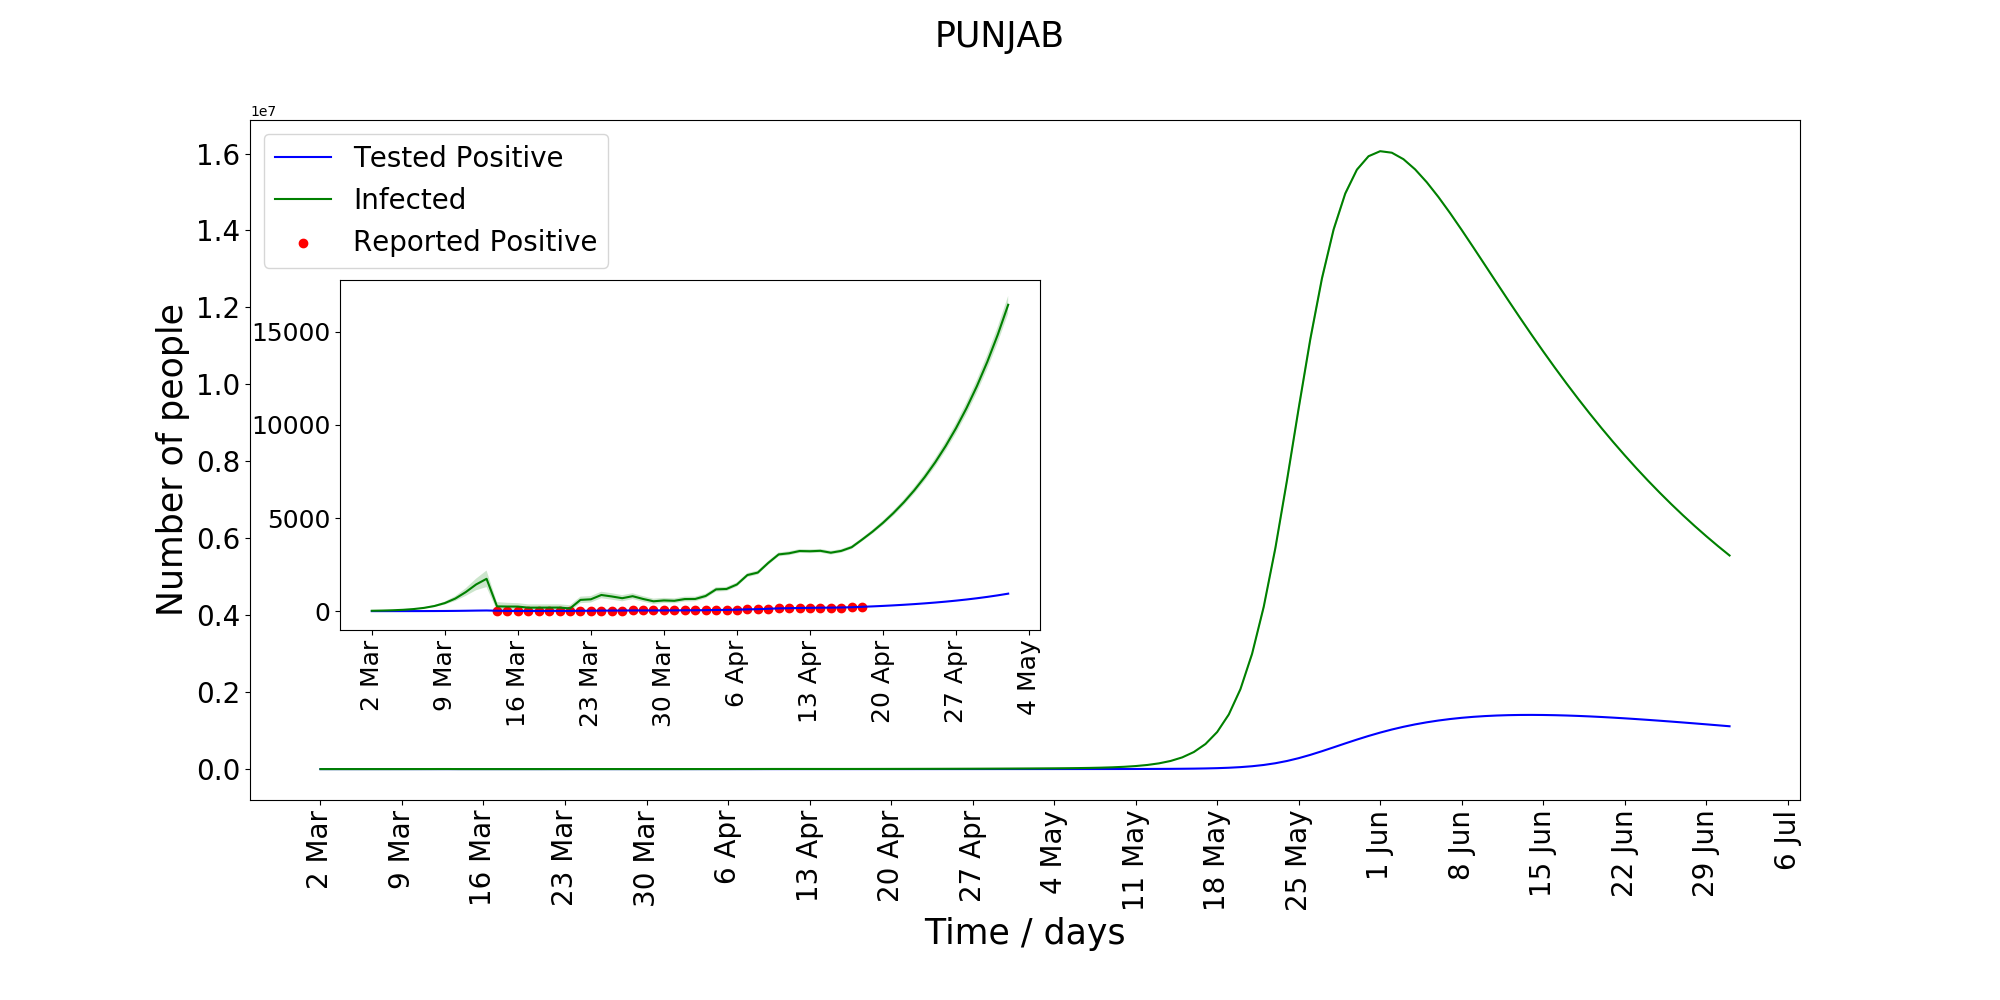 PUNJAB
1e7
Tested Positive
Infected
Reported Positive
Number of people
1.6
1.4
1.2
1.0
0.8
0.6
0.4
0.2
0.0
15000
10000
5000
0
2 Mar
9 Mar
16 Mar
23 Mar
30 Mar
6 Apr
13 Apr
20 Apr
27 Apr
4 May
2 Mar
9 Mar
16 Mar
23 Mar
30 Mar
6 Apr
13 Apr
20 Apr
27 Apr
4 May
11 May
18 May
25 May
1 Jun
8 Jun
15 Jun
22 Jun
29 Jun
6 Jul
Time / days